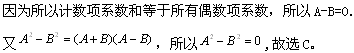 因为所以计数项系数和等于所有偶数项系数，所以A-B=0.
又A² - B² = (A+B)(A-B)，所以A² - B² = 0,故选C。